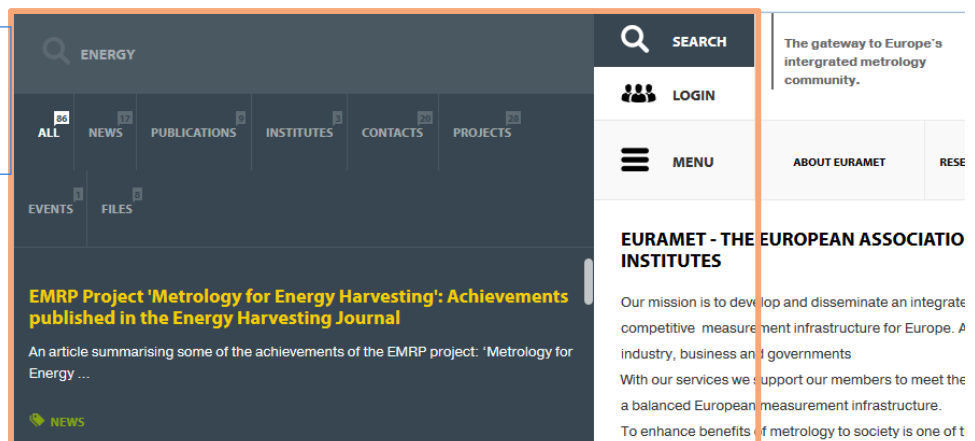 ENERGY
86
ALL
17
NEWS
9
PUBLICATIONS
3
INSTITUTES
20
CONTACTS
28
PROJECTS
1
EVENTS
8
FILES
EMRP Project 'Metrology for Energy Harvesting': Achievements
published in the Energy Harvesting Journal
An article summarising some of the achievements of the EMRP project: ‘Metrology for
Energy ...
NEWS
SEARCH
LOGIN
MENU
The gateway to Europe's
intergrated metrology
community.
ABOUT EURAMET
RESE
EURAMET - THE EUROPEAN ASSOCIATIO
INSTITUTES
Our mission is to develop and disseminate an integrate
competitive measurement infrastructure for Europe. A
industry, business and governments
With our services we support our members to meet the
a balanced European measurement infrastructure.
To enhance benefits of metrology to society is one of t